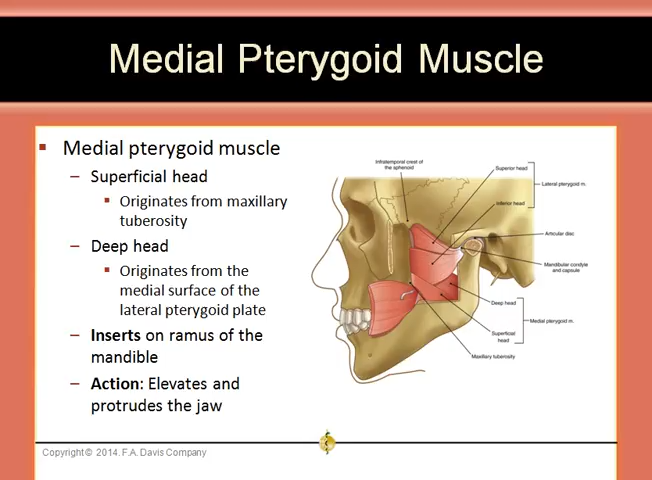 Medial Pterygoid Muscle
▪ Medial pterygoid muscle
– Superficial head
▪ Originates from maxillary
tuberosity
– Deep head
▪ Originates from the
medial surface of the
lateral pterygoid plate
– Inserts on ramus of the
mandible
– Action: Elevates and
protrudes the jaw
Infratemporal crest of
the sphenoid
Superior head
Lateral pterygoid m.
Inferior head
Articular disc
Mandibular condyle
and capsule
Deep head
Medial pterygoid m.
Superficial
head
Maxillary tuberosity
Copyright © 2014. F.A. Davis Company